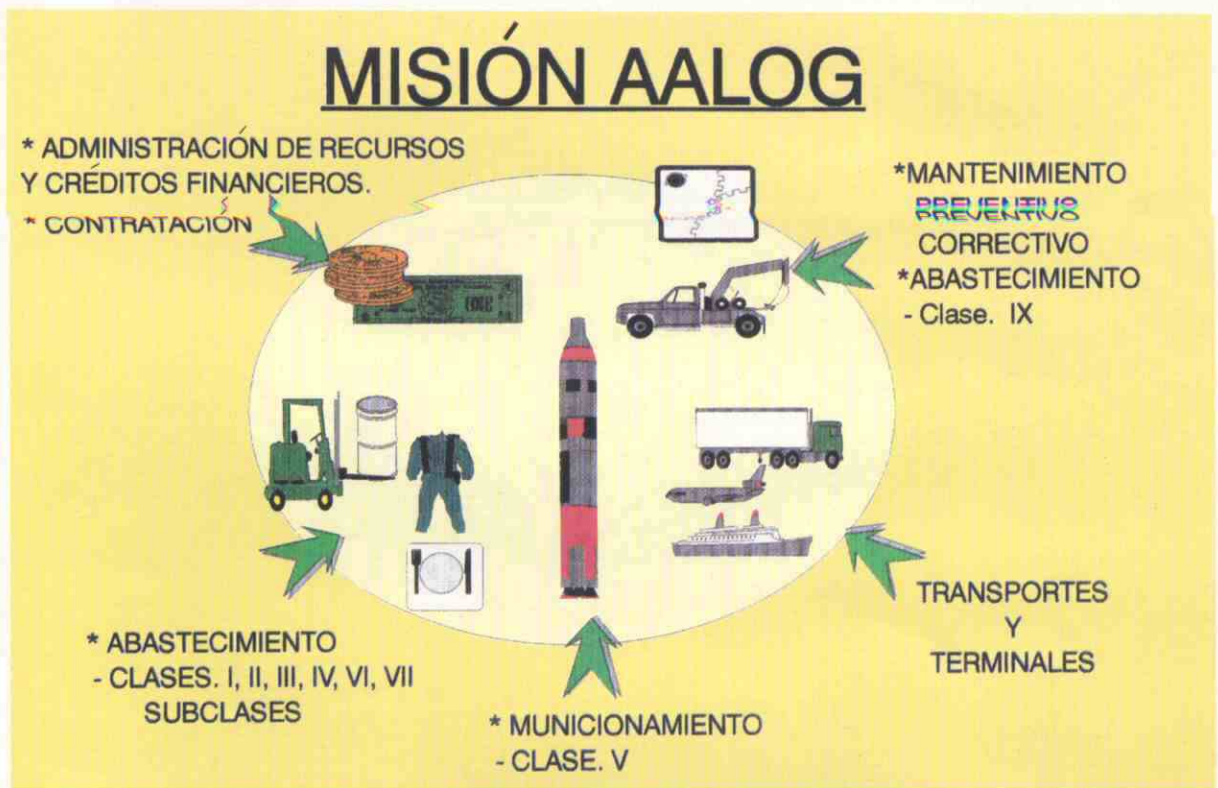 MISIÓN AALOG
* ADMINISTRACIÓN DE RECURSOS
Y CRÉDITOS FINANCIEROS.
* CONTRATACIÓN
*MANTENIMIENTO
PREVENTIVO
CORRECTIVO
*ABASTECIMIENTO
- Clase. IX
TRANSPORTES
Y
TERMINALES
* ABASTECIMIENTO
- CLASES. I, II, III, IV, VI, VII
SUBCLASES
* MUNICIONAMIENTO
- CLASE. V